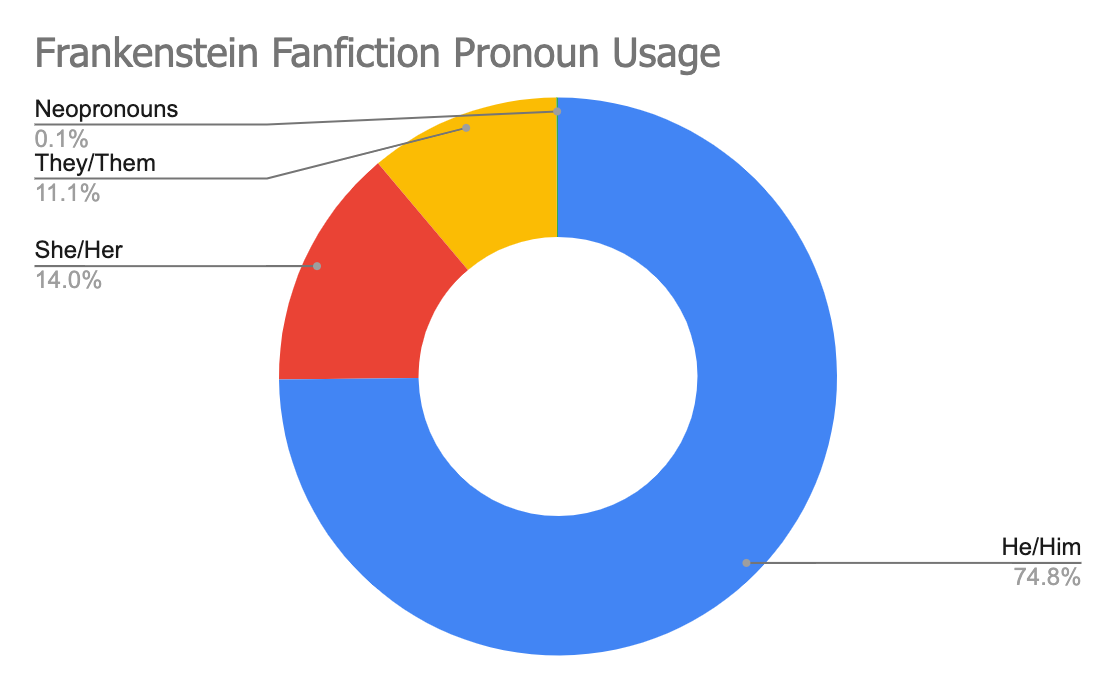 Frankenstein Fanfiction Pronoun Usage
Neopronouns
0.1%
They/Them
11.1%
She/Her
14.0%
He/Him
74.8%